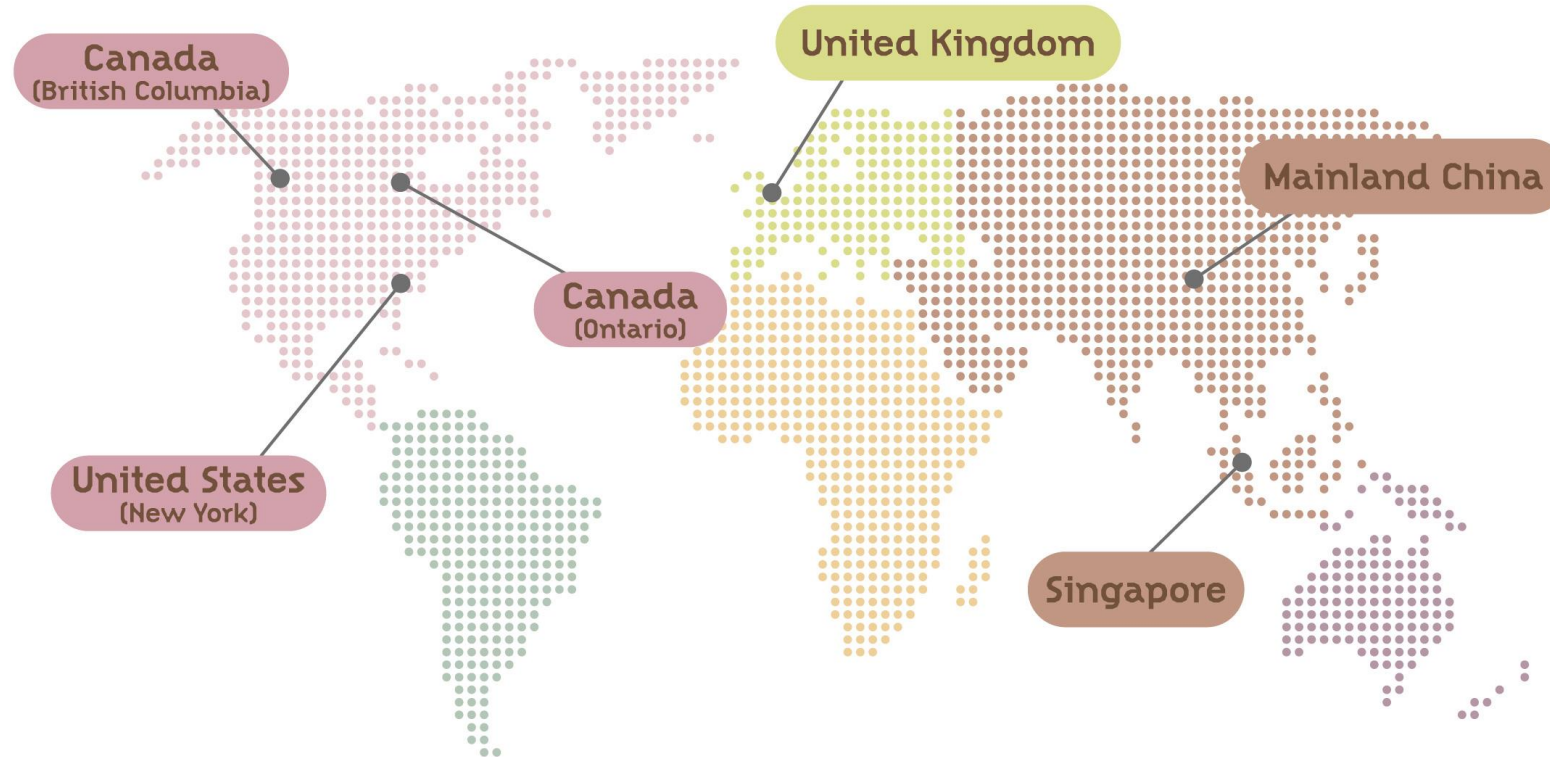 Canada
(British Columbia)
United Kingdom
Mainland China
Canada
(Ontario)
United States
(New York)
Singapore